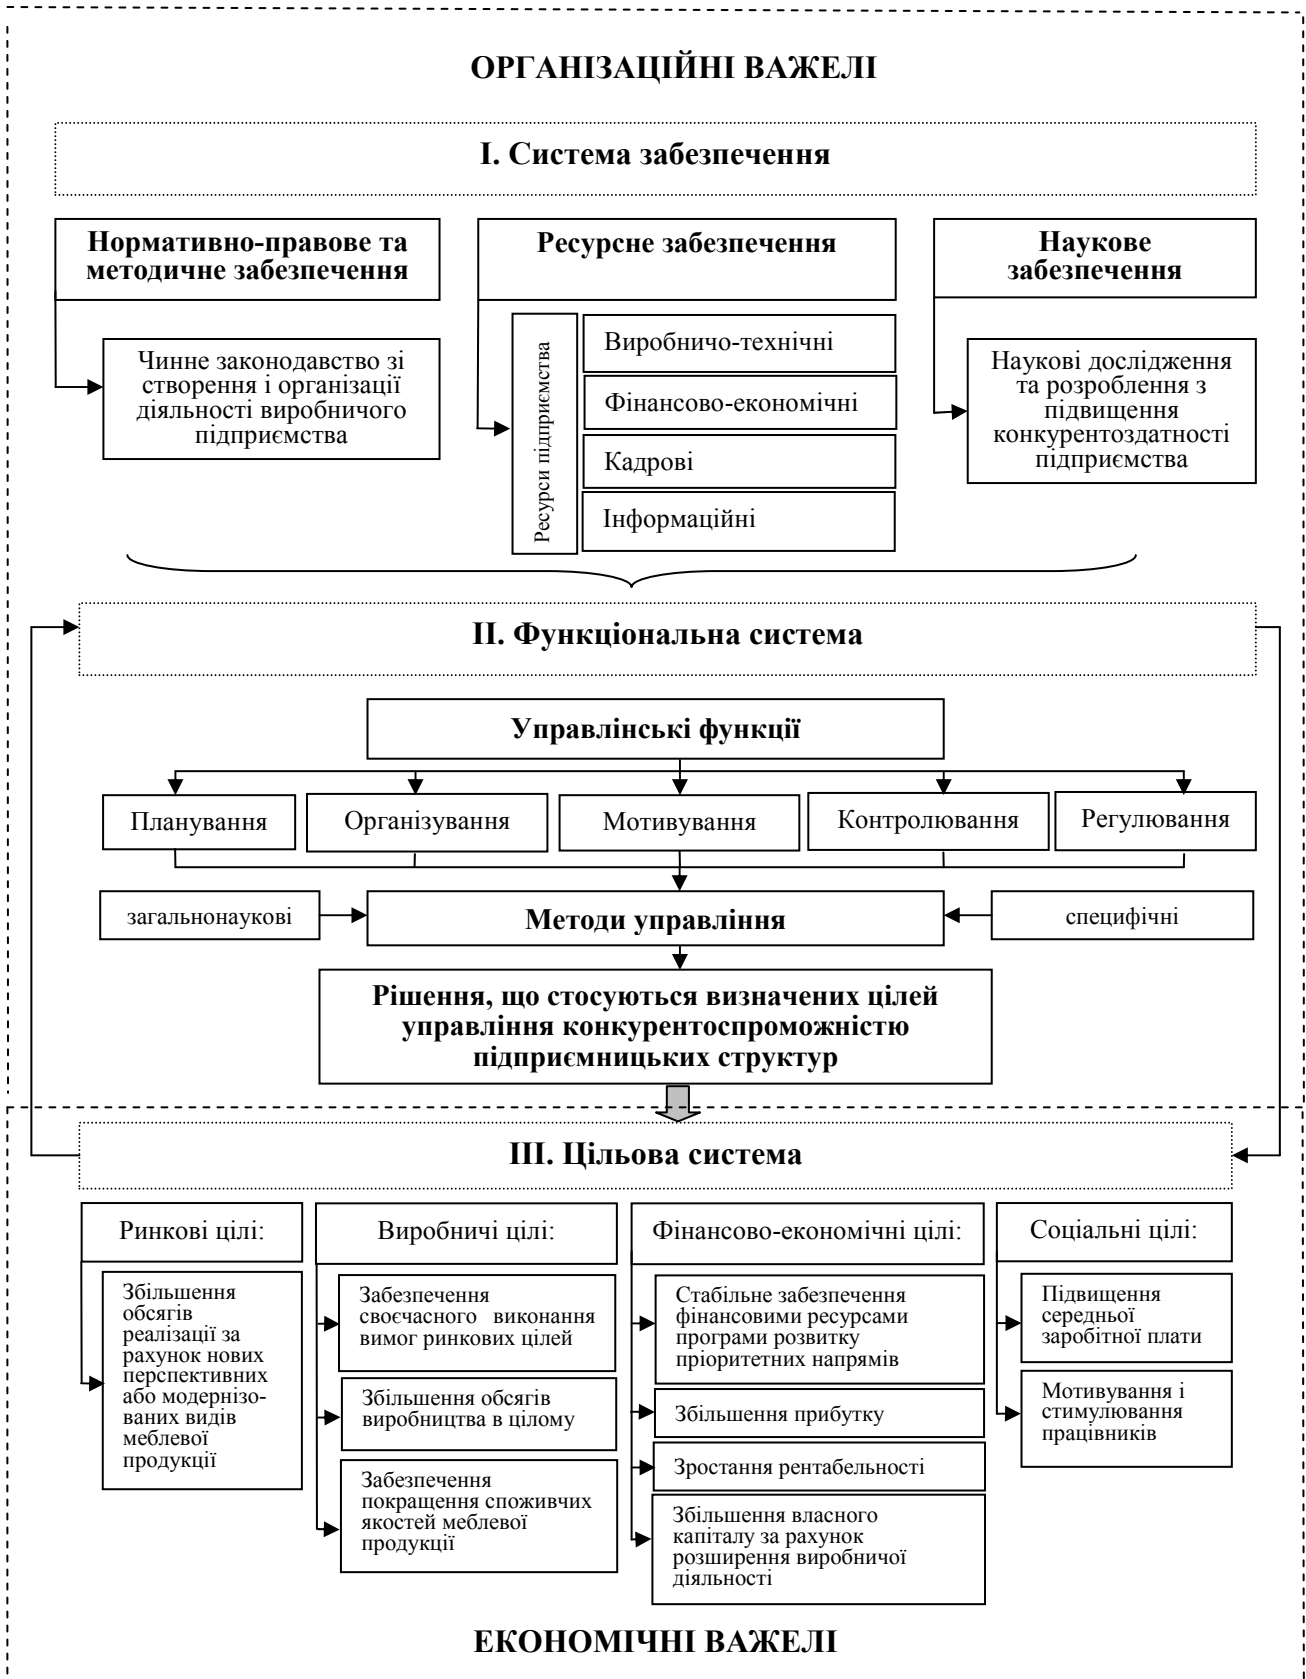 ОРГАНІЗАЦІЙНІ ВАЖЕЛІ
І. Система забезпечення
Нормативно-правове та
методичне забезпечення
Чинне законодавство зі
створення і організації
діяльності виробничого
підприємства
Ресурсне забезпечення
Ресурси підприємства
Виробничо-технічні
Фінансово-економічні
Кадрові
Інформаційні
Наукове
забезпечення
Наукові дослідження
та розроблення з
підвищення
конкурентоздатності
підприємства
ІІ. Функціональна система
Управлінські функції
Планування
Організування
Мотивування
Контролювання
Регулювання
загальнонаукові
Методи управління
специфічні
Рішення, що стосуються визначених цілей
управління конкурентоспроможністю
підприємницьких структур
ІІІ. Цільова система
Ринкові цілі:
Збільшення
обсягів
реалізації за
рахунок нових
перспективних
або модернізо-
ваних видів
меблевої
продукції
Виробничі цілі:
Забезпечення
своєчасного виконання
вимог ринкових цілей
Збільшення обсягів
виробництва в цілому
Забезпечення
покращення споживчих
якостей меблевої
продукції
Фінансово-економічні цілі:
Стабільне забезпечення
фінансовими ресурсами
програми розвитку
пріоритетних напрямів
Збільшення прибутку
Зростання рентабельності
Збільшення власного
капіталу за рахунок
розширення виробничої
діяльності
Соціальні цілі:
Підвищення
середньої
заробітної плати
Мотивування і
стимулювання
працівників
ЕКОНОМІЧНІ ВАЖЕЛІ